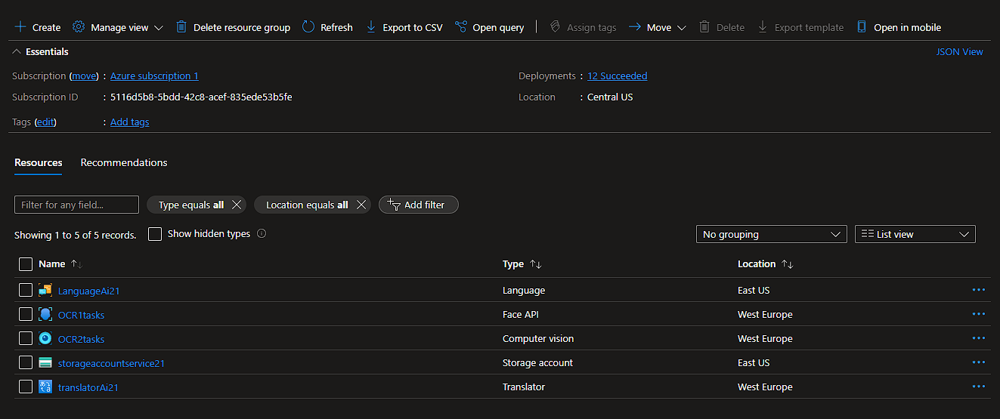 Create Manage view Delete resource group Refresh Export to CSV Open query Assign tags Move Delete Export template Open in mobile
Essentials JSON View
Subscription (move) : Azure subscription 1 Deployments : 12 Succeeded
Subscription ID : 5116d5b8-5bdd-42c8-acef-835ede53b5fe Location : Central US
Tags (edit) : Add tags
Resources Recommendations
Filter for any field... Type equals all Location equals all Add filter
Showing 1 to 5 of 5 records. Show hidden types No grouping List view
Name Type Location
LanguageAi21 Language East US
OCR1tasks Face API West Europe
OCR2tasks Computer vision West Europe
storageaccountservice21 Storage account East US
translatorAi21 Translator West Europe